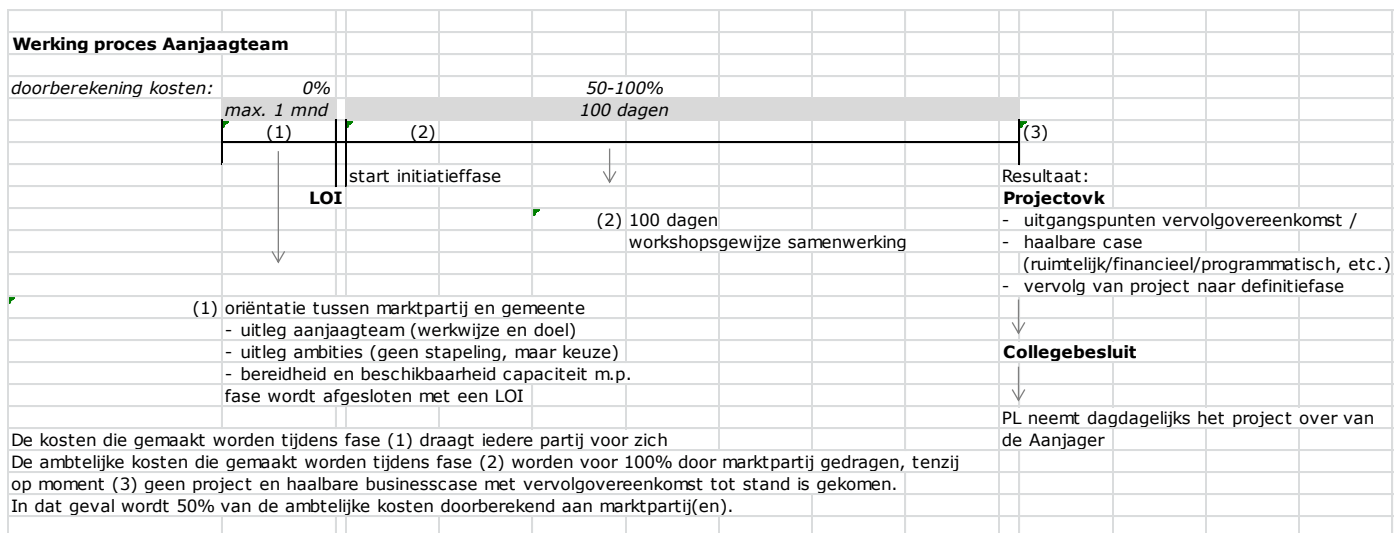 Werking proces Aanjaagteam
doorberekening kosten: 0% 50-100%
max. 1 mnd 100 dagen
(1) (2) (3)
start initiatieffase Resultaat:
LOI Projectovk
(2) 100 dagen - uitgangspunten vervolgovereenkomst /
workshopsgewijze samenwerking - haalbare case
(ruimtelijk/financieel/programmatisch, etc.)
- vervolg van project naar definitiefase
(1) oriëntatie tussen marktpartij en gemeente
- uitleg aanjaagteam (werkwijze en doel)
- uitleg ambities (geen stapeling, maar keuze) Collegebesluit
- bereidheid en beschikbaarheid capaciteit m.p.
fase wordt afgesloten met een LOI
PL neemt dagdagelijks het project over van
De kosten die gemaakt worden tijdens fase (1) draagt iedere partij voor zich de Aanjager
De ambtelijke kosten die gemaakt worden tijdens fase (2) worden voor 100% door marktpartij gedragen, tenzij
op moment (3) geen project en haalbare businesscase met vervolgovereenkomst tot stand is gekomen.
In dat geval wordt 50% van de ambtelijke kosten doorberekend aan marktpartij(en).